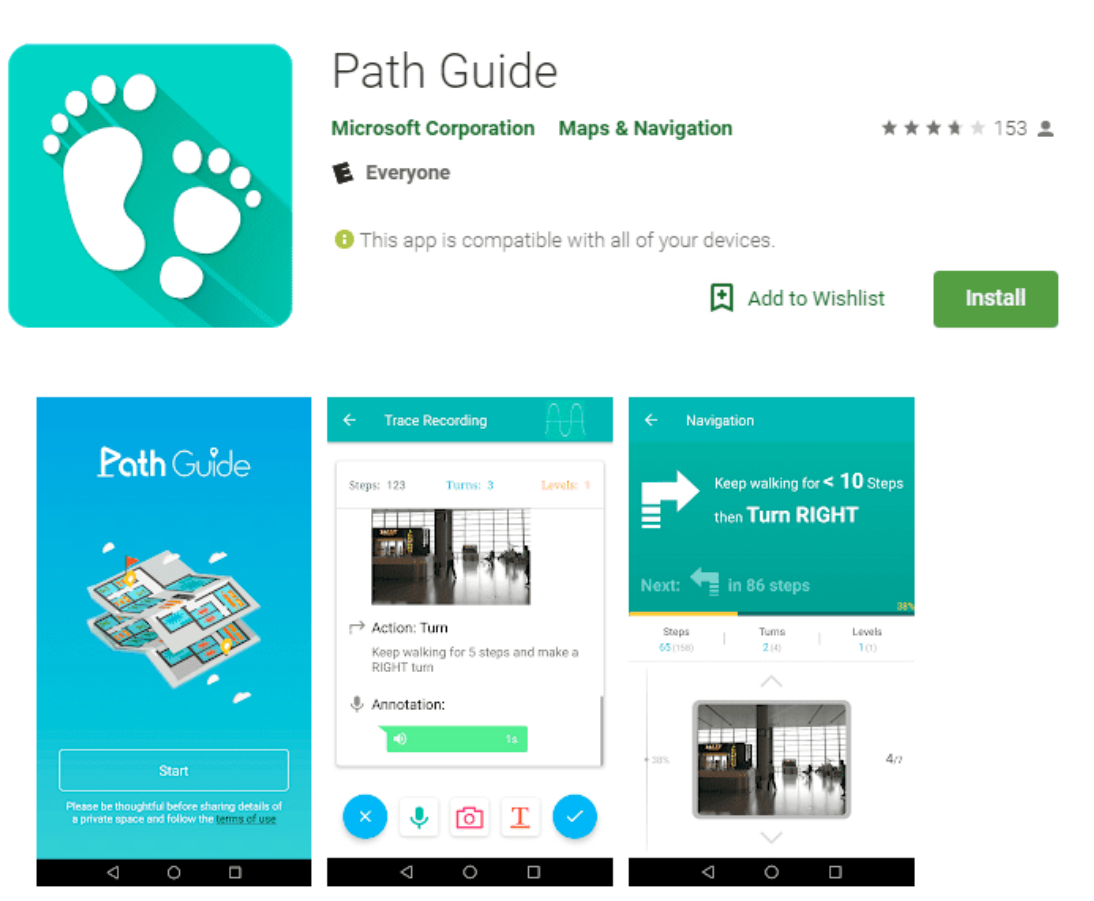 Path Guide
Microsoft Corporation Maps & Navigation 153
E Everyone
This app is compatible with all of your devices.
Add to Wishlist Install
Path Guide
Start
Please be thoughtful before sharing details of
a private space and follow the terms of use
Trace Recording
Steps: 123 Turns: 3 Levels: 1
Action: Turn
Keep walking for 5 steps and make a
RIGHT turn
Annotation:
1s
T
Navigation
Keep walking for < 10 Steps
then Turn RIGHT
Next: in 86 steps
38%
Steps Turns Levels
65(158) 2(4) 1(1)
38% 4/7